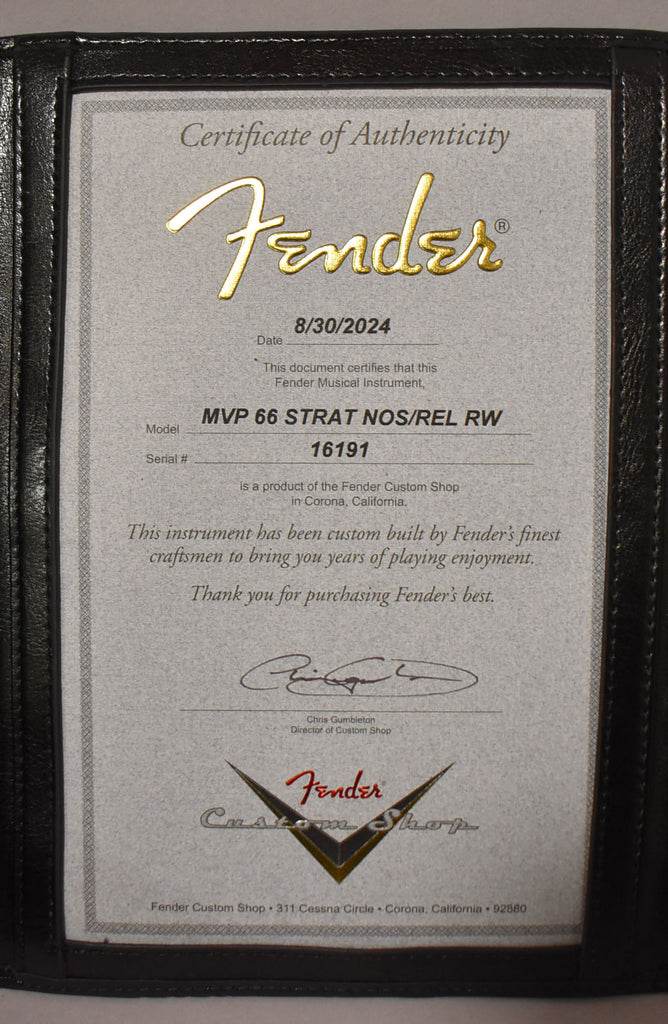 Certificate of Authenticity
Fender®
Date 8/30/2024
This document certifies that this
Fender Musical Instrument,
Model MVP 66 STRAT NOS/REL RW
Serial # 16191
is a product of the Fender Custom Shop
in Corona, California.
This instrument has been custom built by Fender's finest
craftsmen to bring you years of playing enjoyment.
Thank you for purchasing Fender's best.
Chris Gumbleton
Director of Custom Shop
Fender®
Custom Shop
Fender Custom Shop • 311 Cessna Circle • Corona, California • 92880